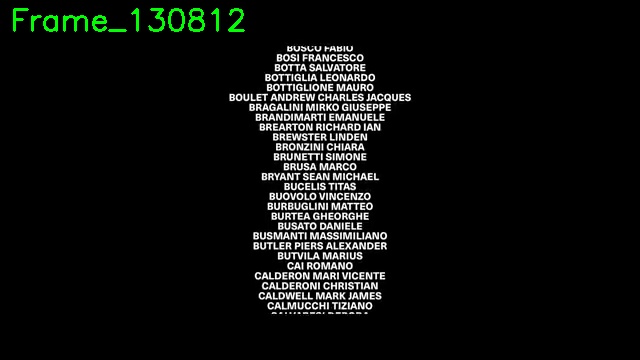 Frame_130812
BOSCO FABIO
BOSI FRANCESCO
BOTTA SALVATORE
BOTTIGLIA LEONARDO
BOTTIGLIONE MAURO
BOULET ANDREW CHARLES JACQUES
BRAGALINI MIRKO GIUSEPPE
BRANDIMARTI EMANUELE
BREARTON RICHARD IAN
BREWSTER LINDEN
BRONZINI CHIARA
BRUNETTI SIMONE
BRUSA MARCO
BRYANT SEAN MICHAEL
BUCELIS TITAS
BUOVOLO VINCENZO
BURBUGLINI MATTEO
BURTEA GHEORGHE
BUSATO DANIELE
BUSMANTI MASSIMILIANO
BUTLER PIERS ALEXANDER
BUTVILA MARIUS
CAI ROMANO
CALDERON MARI VICENTE
CALDERONI CHRISTIAN
CALDWELL MARK JAMES
CALMUCCHI TIZIANO